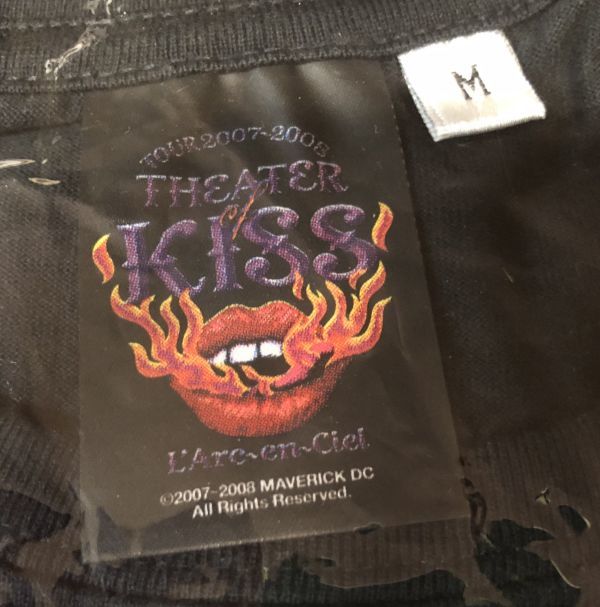 M
TOUR 2007-2008
THEATER
of
KISS
L'Arc~en~Ciel
©2007-2008 MAVERICK DC
All Rights Reserved.